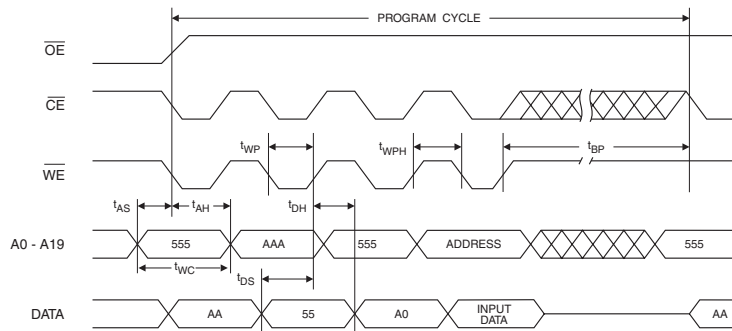 PROGRAM CYCLE
OE
CE
tWP
tWPH
tBP
WE
tAS
tAH
tDH
A0 - A19
555
AAA
555
ADDRESS
555
tWC
tDS
DATA
AA
55
A0
INPUT
DATA
AA